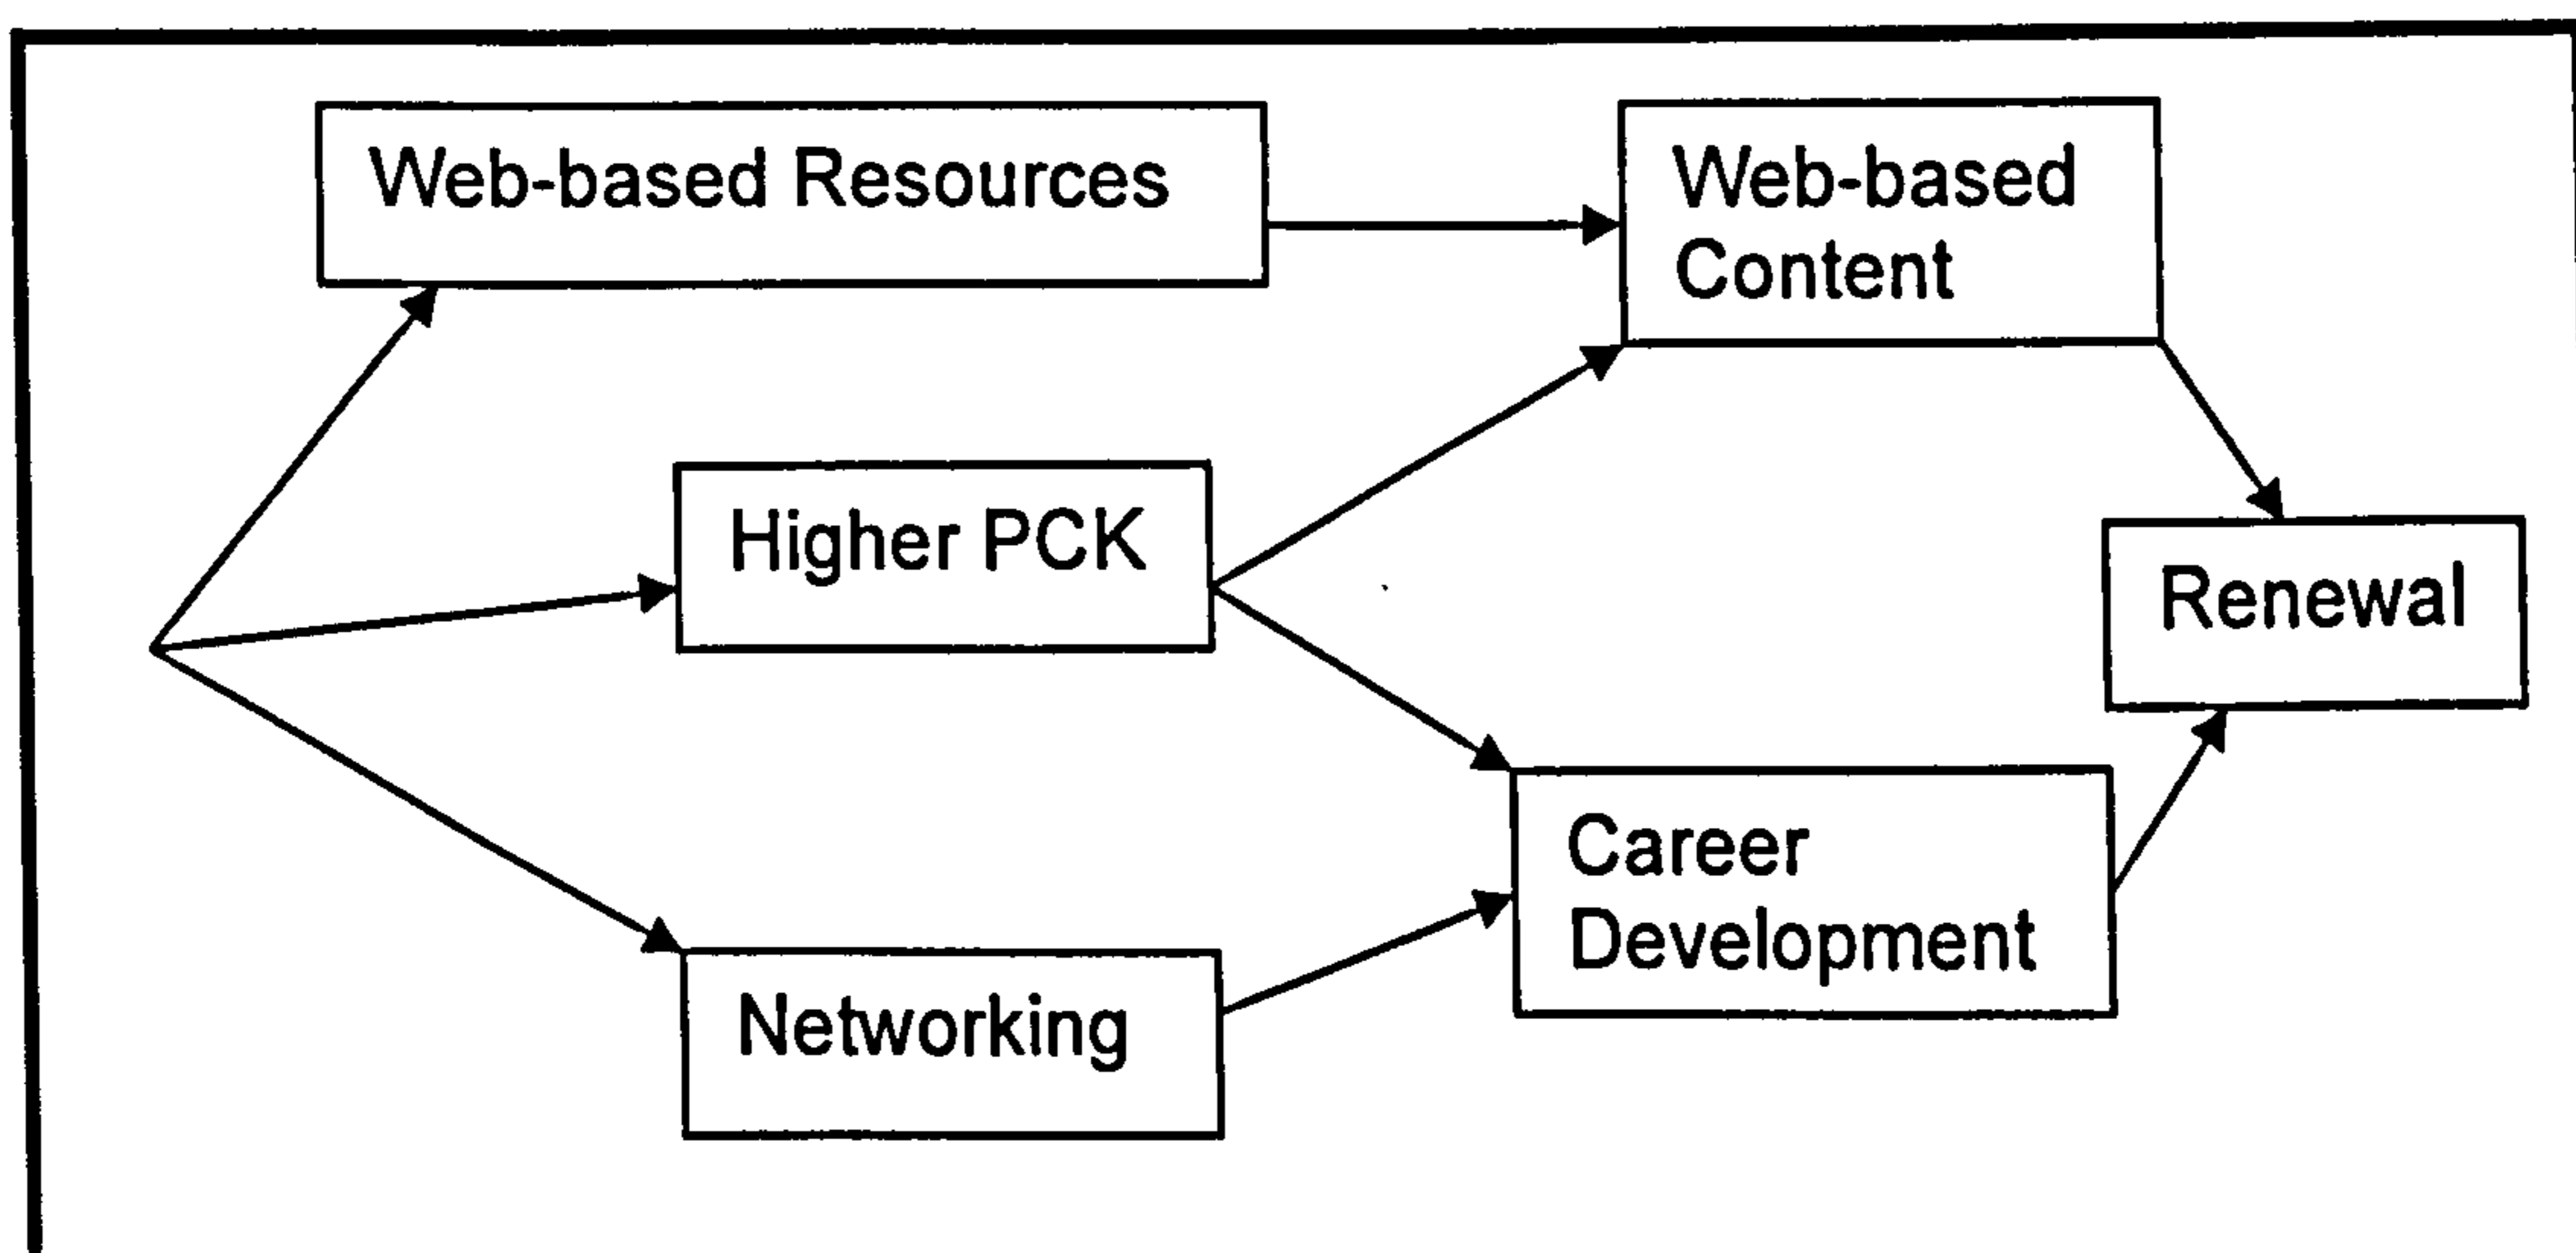 Web-based Resources
Web-based
Content
Higher PCK
Renewal
Career
Development
Networking